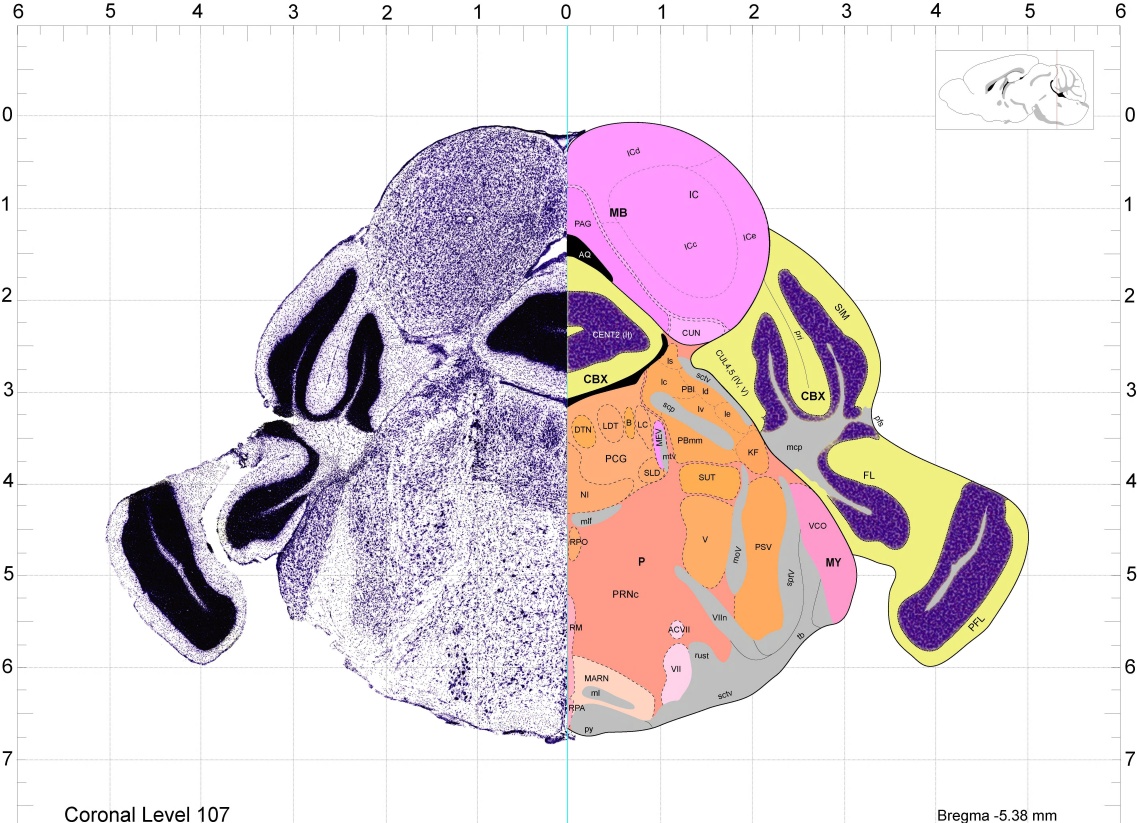 6 5 4 3 2 1 0 1 2 3 4 5 6
0 0
ICd
IC
1 1
MB
PAG
ICe
ICc
AQ
2 2
SIM
CENT2 (II)
CUN
prl
CUL4,5 (IV, V)
ls
sctv
CBX
lc
PBl
ld
CBX
3 3
scp
lv
le
pfs
DTN
LDT
B
LC
MEV
PBmm
mcp
PCG
mtv
KF
SLD
SUT
FL
4 4
NI
mlf
VCO
RPO
V
moV
PSV
P
MY
5 5
sptV
PRNc
VIIn
RM
ACVII
tb
PFL
rust
6 6
MARN
VII
ml
sctv
RPA
py
7 7
Coronal Level 107
Bregma -5.38 mm